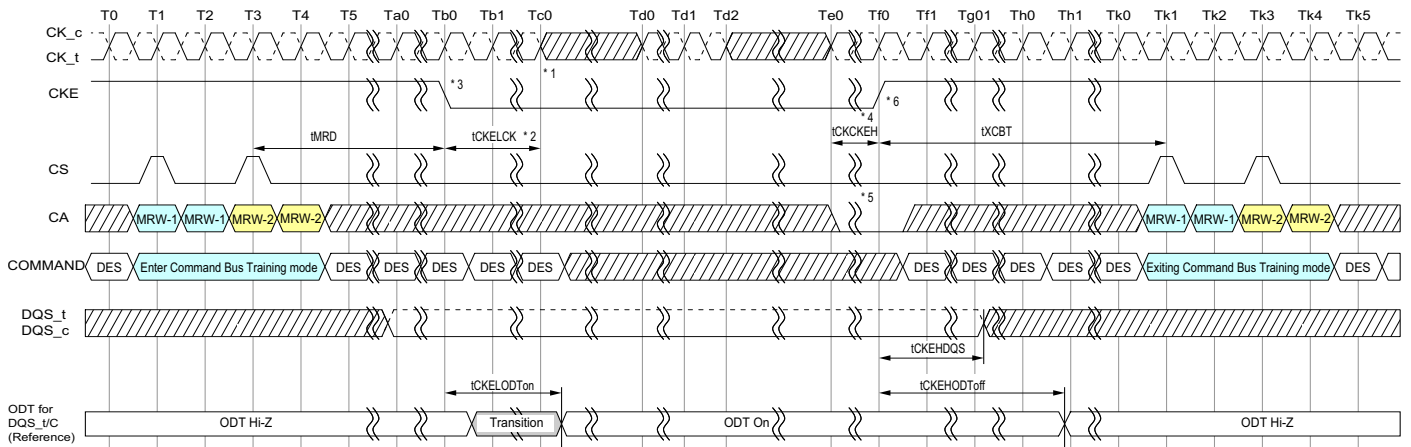 T0 T1 T2 T3 T4 T5 Ta0 Tb0 Tb1 Tc0 Td0 Td1 Td2 Te0 Tf0 Tf1 Tg01 Th0 Th1 Tk0 Tk1 Tk2 Tk3 Tk4 Tk5
CK_c
CK_t
* 1
CKE
* 3
* 6
* 4
tMRD
tCKELCK * 2
tCKCKEH
tXCBT
CS
* 5
CA
MRW-1 MRW-1 MRW-2 MRW-2 MRW-1 MRW-1 MRW-2 MRW-2
COMMAND
DES Enter Command Bus Training mode DES DES DES DES DES DES DES DES DES DES Exiting Command Bus Training mode DES
DQS_t
DQS_c
tCKEHDQS
tCKELODTon
tCKEHODToff
ODT for
DQS_t/C
(Reference)
ODT Hi-Z Transition ODT On ODT Hi-Z